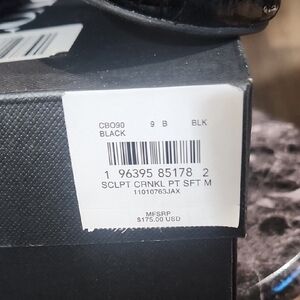 CBO90 9 B BLK
BLACK
1 96395 85178 2
SCLPT CRNKL PT SFT M
11010763JAX
MFSRP
$175.00 USD